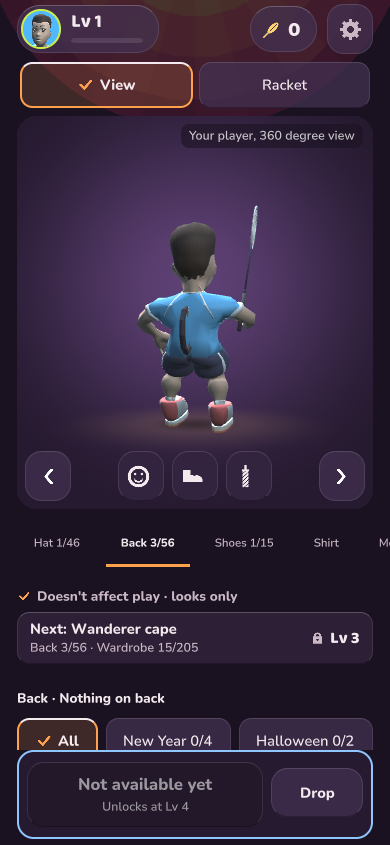 Lv 1
0
View
Racket
Your player, 360 degree view
Hat 1/46
Back 3/56
Shoes 1/15
Shirt
Doesn't affect play · looks only
Next: Wanderer cape
Back 3/56 · Wardrobe 15/205
Lv 3
Back · Nothing on back
All
New Year 0/4
Halloween 0/2
Not available yet
Unlocks at Lv 4
Drop